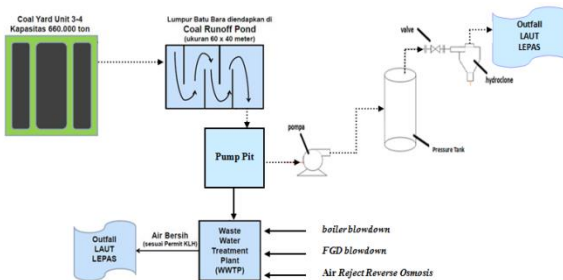 Coal Yard Unit 3-4
Kapasitas 660.000 ton
Lumpur Batu Bara diendapkan di
Coal Runoff Pond
(ukuran 60 x 40 meter)
valve
hydroclone
Outfall
LAUT
LEPAS
Pump Pit
pompa
Pressure Tank
Outfall
LAUT
LEPAS
Air Bersih
(sesuai Permit KLH)
Waste
Water
Treatment
Plant
(WWTP)
boiler blowdown
FGD blowdown
Air Reject Reverse Osmosis